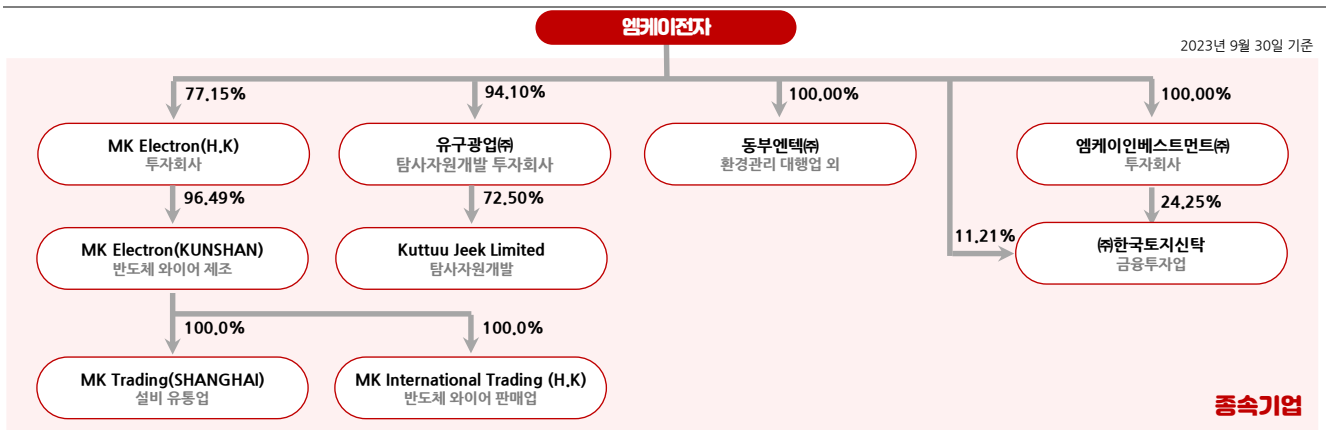 엠케이전자
2023년 9월 30일 기준
77.15%
94.10%
100.00%
100.00%
MK Electron(H.K)
투자회사
유구광업㈜
탐사자원개발 투자회사
동부엔텍㈜
환경관리 대행업 외
엠케이인베스트먼트㈜
투자회사
96.49%
72.50%
24.25%
11.21%
MK Electron(KUNSHAN)
반도체 와이어 제조
Kuttuu Jeek Limited
탐사자원개발
㈜한국토지신탁
금융투자업
100.0%
100.0%
MK Trading(SHANGHAI)
설비 유통업
MK International Trading (H.K)
반도체 와이어 판매업
종속기업